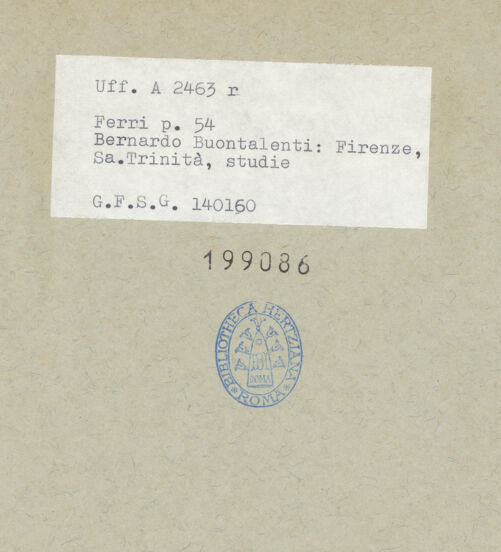 Uff. A 2463 r
Ferri p. 54
Bernardo Buontalenti: Firenze,
Sa.Trinità, studie
G.F.S.G. 140160
199086
BIBLIOTHECA HERTZIANA
ROMA